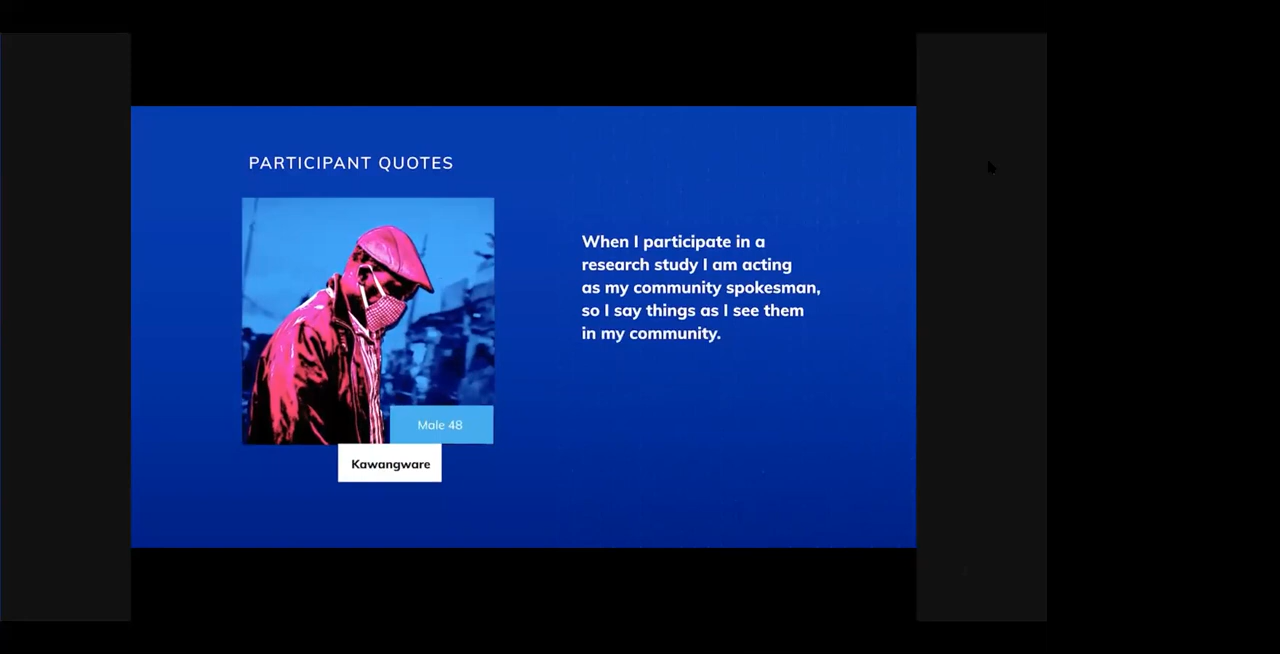 PARTICIPANT QUOTES
When I participate in a
research study I am acting
as my community spokesman,
so I say things as I see them
in my community.
Male 48
Kawangware